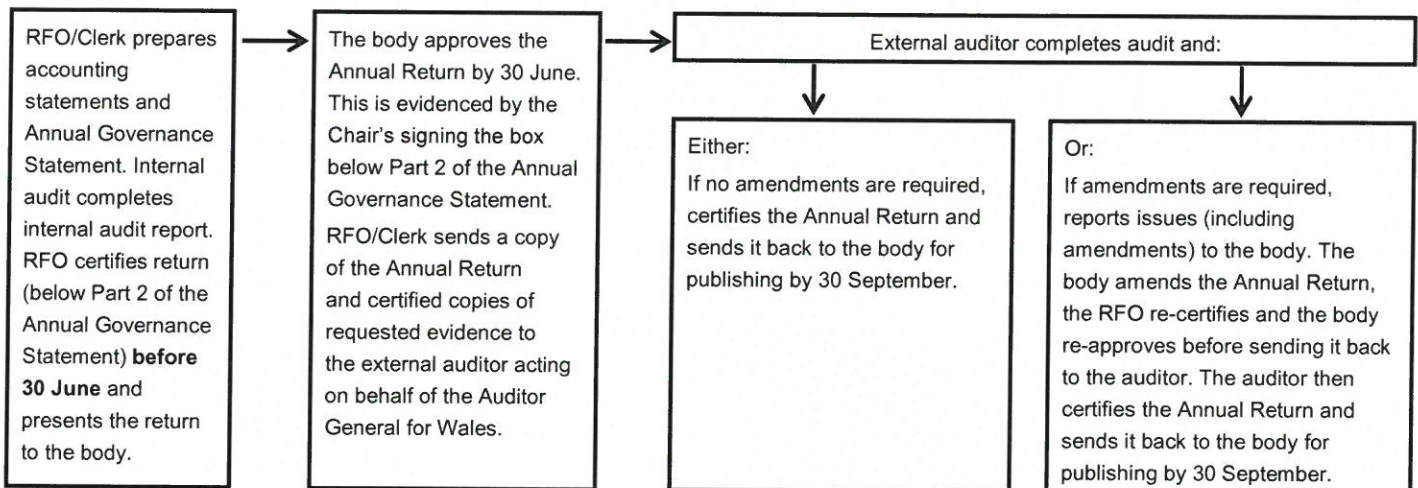 RFO/Clerk prepares
accounting
statements and
Annual Governance
Statement. Internal
audit completes
internal audit report.
RFO certifies return
(below Part 2 of the
Annual Governance
Statement) before
30 June and
presents the return
to the body.
The body approves the
Annual Return by 30 June.
This is evidenced by the
Chair's signing the box
below Part 2 of the Annual
Governance Statement.
RFO/Clerk sends a copy
of the Annual Return
and certified copies of
requested evidence to
the external auditor acting
on behalf of the Auditor
General for Wales.
External auditor completes audit and:
Either:
If no amendments are required,
certifies the Annual Return and
sends it back to the body for
publishing by 30 September.
Or:
If amendments are required,
reports issues (including
amendments) to the body. The
body amends the Annual Return,
the RFO re-certifies and the body
re-approves before sending it back
to the auditor. The auditor then
certifies the Annual Return and
sends it back to the body for
publishing by 30 September.